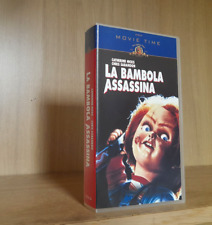 MOVIE TIME
CATHERINE HICKS
CHRIS SARANDON
LA BAMBOLA
ASSASSINA
LA BAMBOLA ASSASSINA